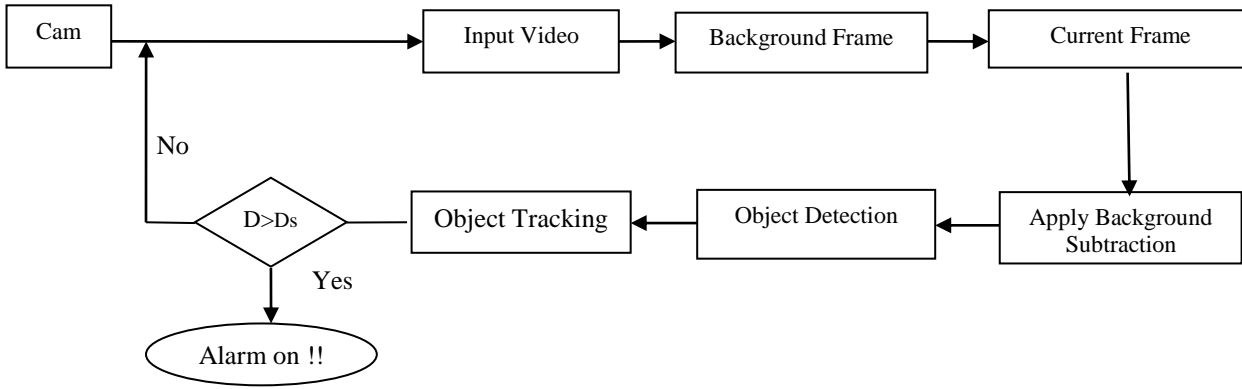 Cam
Input Video
Background Frame
Current Frame
No
D>Ds
Object Tracking
Object Detection
Apply Background
Subtraction
Yes
Alarm on !!